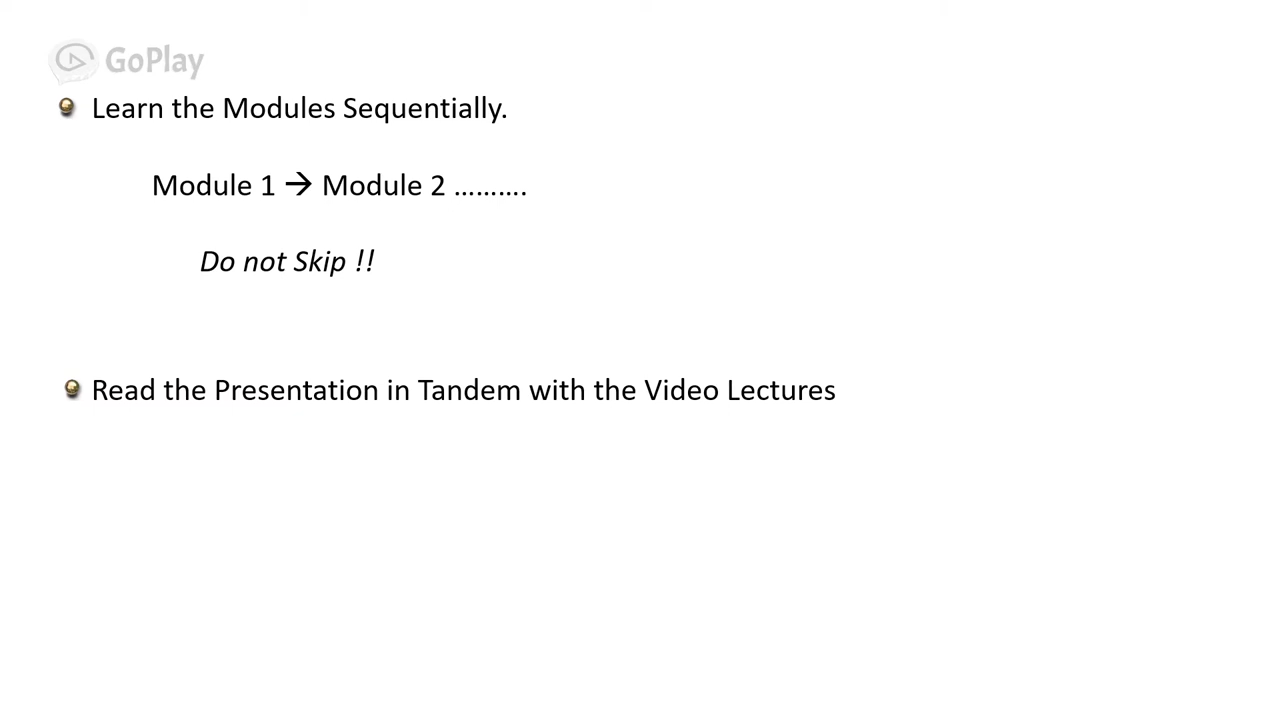 GoPlay
Learn the Modules Sequentially.
Module 1 → Module 2 ..........
Do not Skip !!
Read the Presentation in Tandem with the Video Lectures